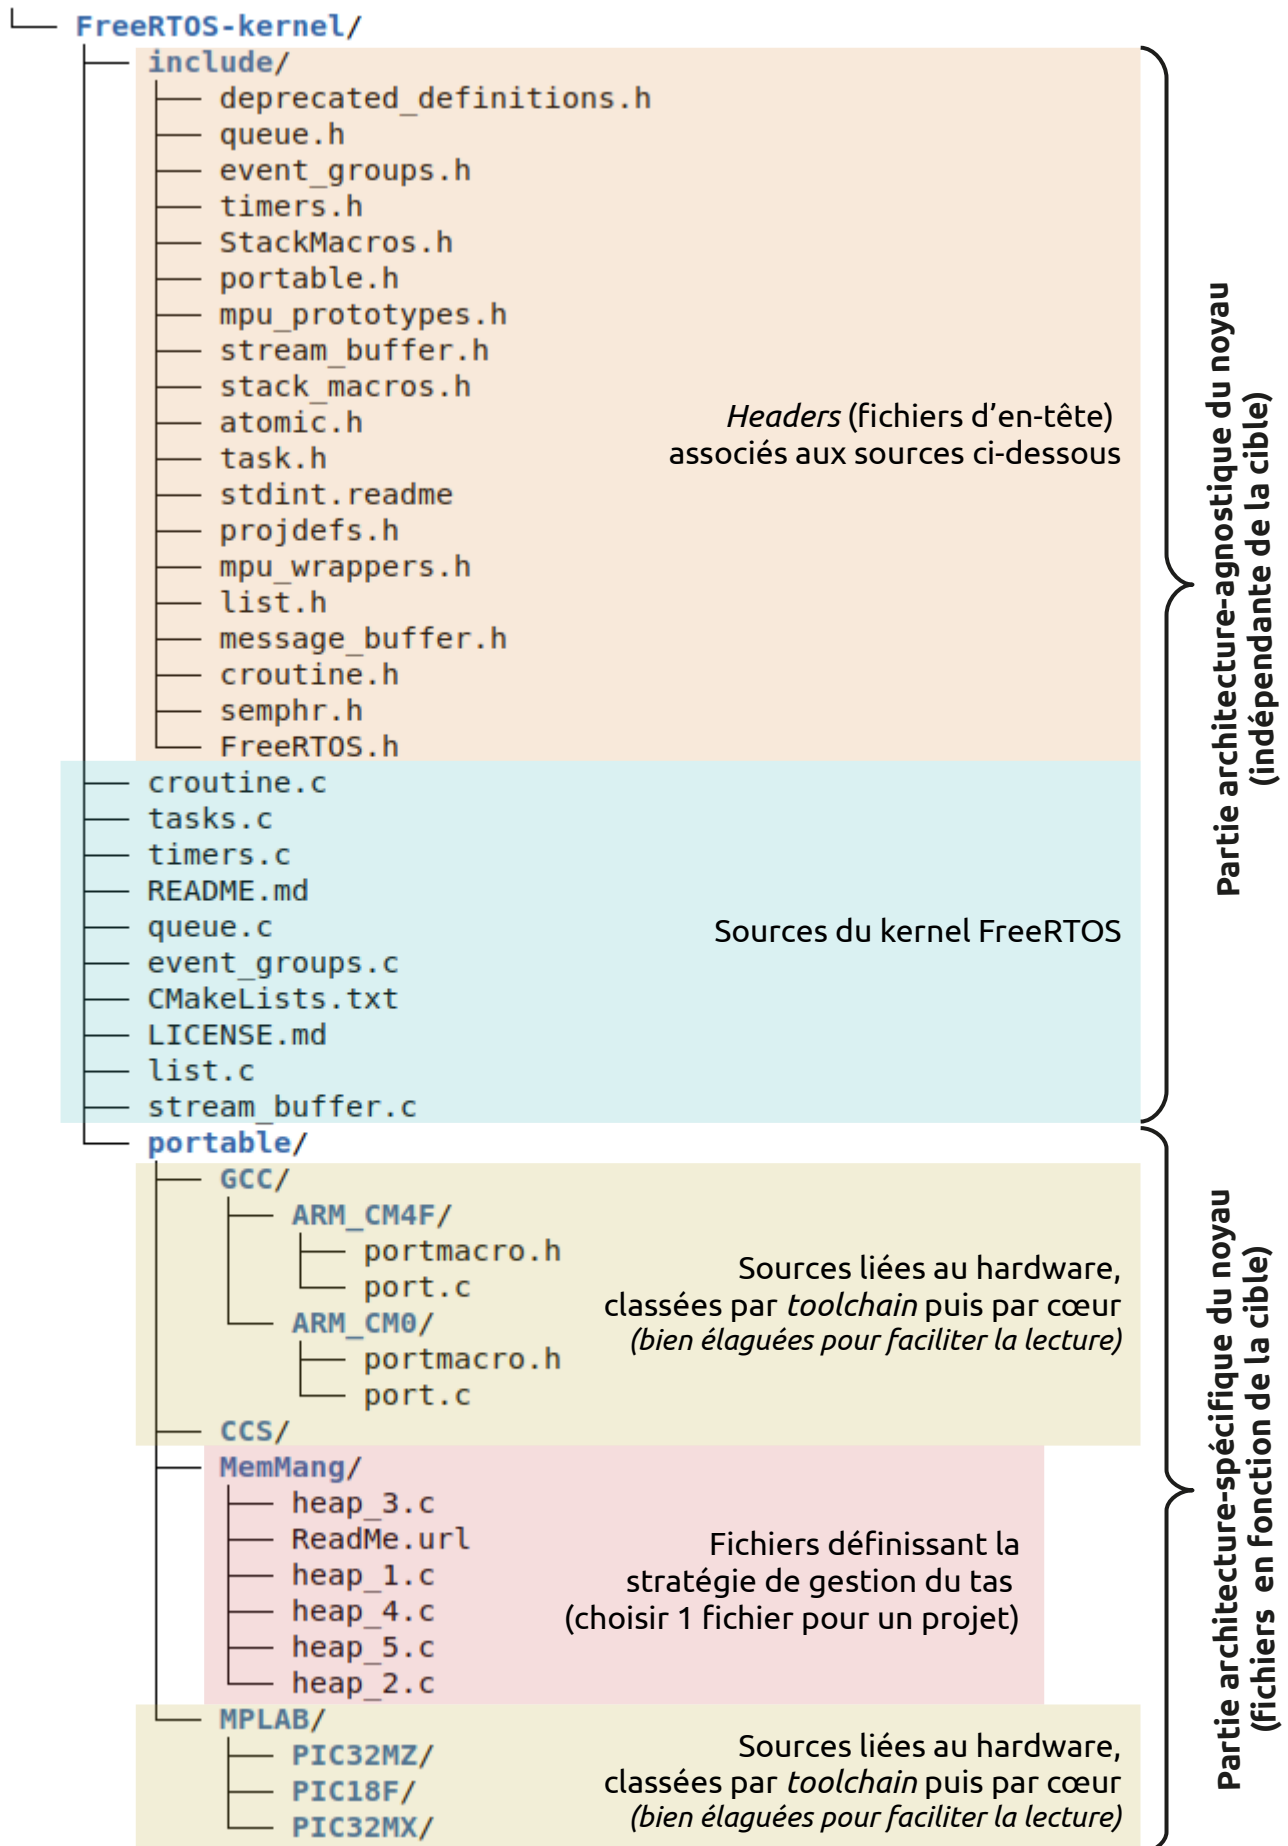 FreeRTOS-kernel/
include/
deprecated_definitions.h
queue.h
event_groups.h
timers.h
StackMacros.h
portable.h
mpu_prototypes.h
stream_buffer.h
stack_macros.h
atomic.h
task.h
stdint.readme
projdefs.h
mpu_wrappers.h
list.h
message_buffer.h
croutine.h
semphr.h
FreeRTOS.h
Headers (fichiers d'en-tête)
associés aux sources ci-dessous
croutine.c
tasks.c
timers.c
README.md
queue.c
event_groups.c
CMakeLists.txt
LICENSE.md
list.c
stream_buffer.c
Sources du kernel FreeRTOS
Partie architecture-agnostique du noyau
(indépendante de la cible)
portable/
GCC/
ARM_CM4F/
portmacro.h
port.c
ARM_CM0/
portmacro.h
port.c
CCS/
Sources liées au hardware,
classées par toolchain puis par cœur
(bien élaguées pour faciliter la lecture)
MemMang/
heap_3.c
ReadMe.url
heap_1.c
heap_4.c
heap_5.c
heap_2.c
Fichiers définissant la
stratégie de gestion du tas
(choisir 1 fichier pour un projet)
MPLAB/
PIC32MZ/
PIC18F/
PIC32MX/
Sources liées au hardware,
classées par toolchain puis par cœur
(bien élaguées pour faciliter la lecture)
Partie architecture-spécifique du noyau
(fichiers en fonction de la cible)